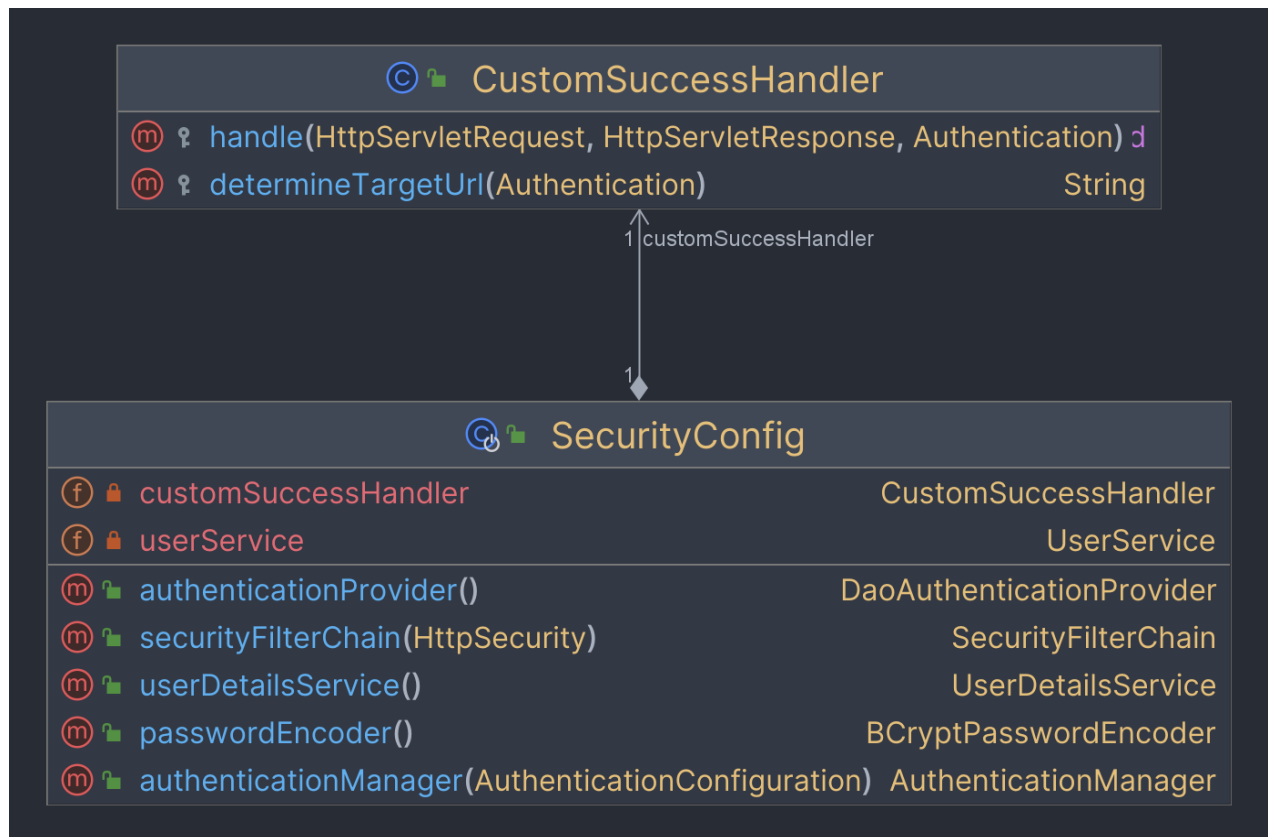 CustomSuccessHandler
handle(HttpServletRequest, HttpServletResponse, Authentication) d
determineTargetUrl(Authentication) String
1 customSuccessHandler
1
SecurityConfig
customSuccessHandler CustomSuccessHandler
userService UserService
authenticationProvider() DaoAuthenticationProvider
securityFilterChain(HttpSecurity) SecurityFilterChain
userDetailsService() UserDetailsService
passwordEncoder() BCryptPasswordEncoder
authenticationManager(AuthenticationConfiguration) AuthenticationManager